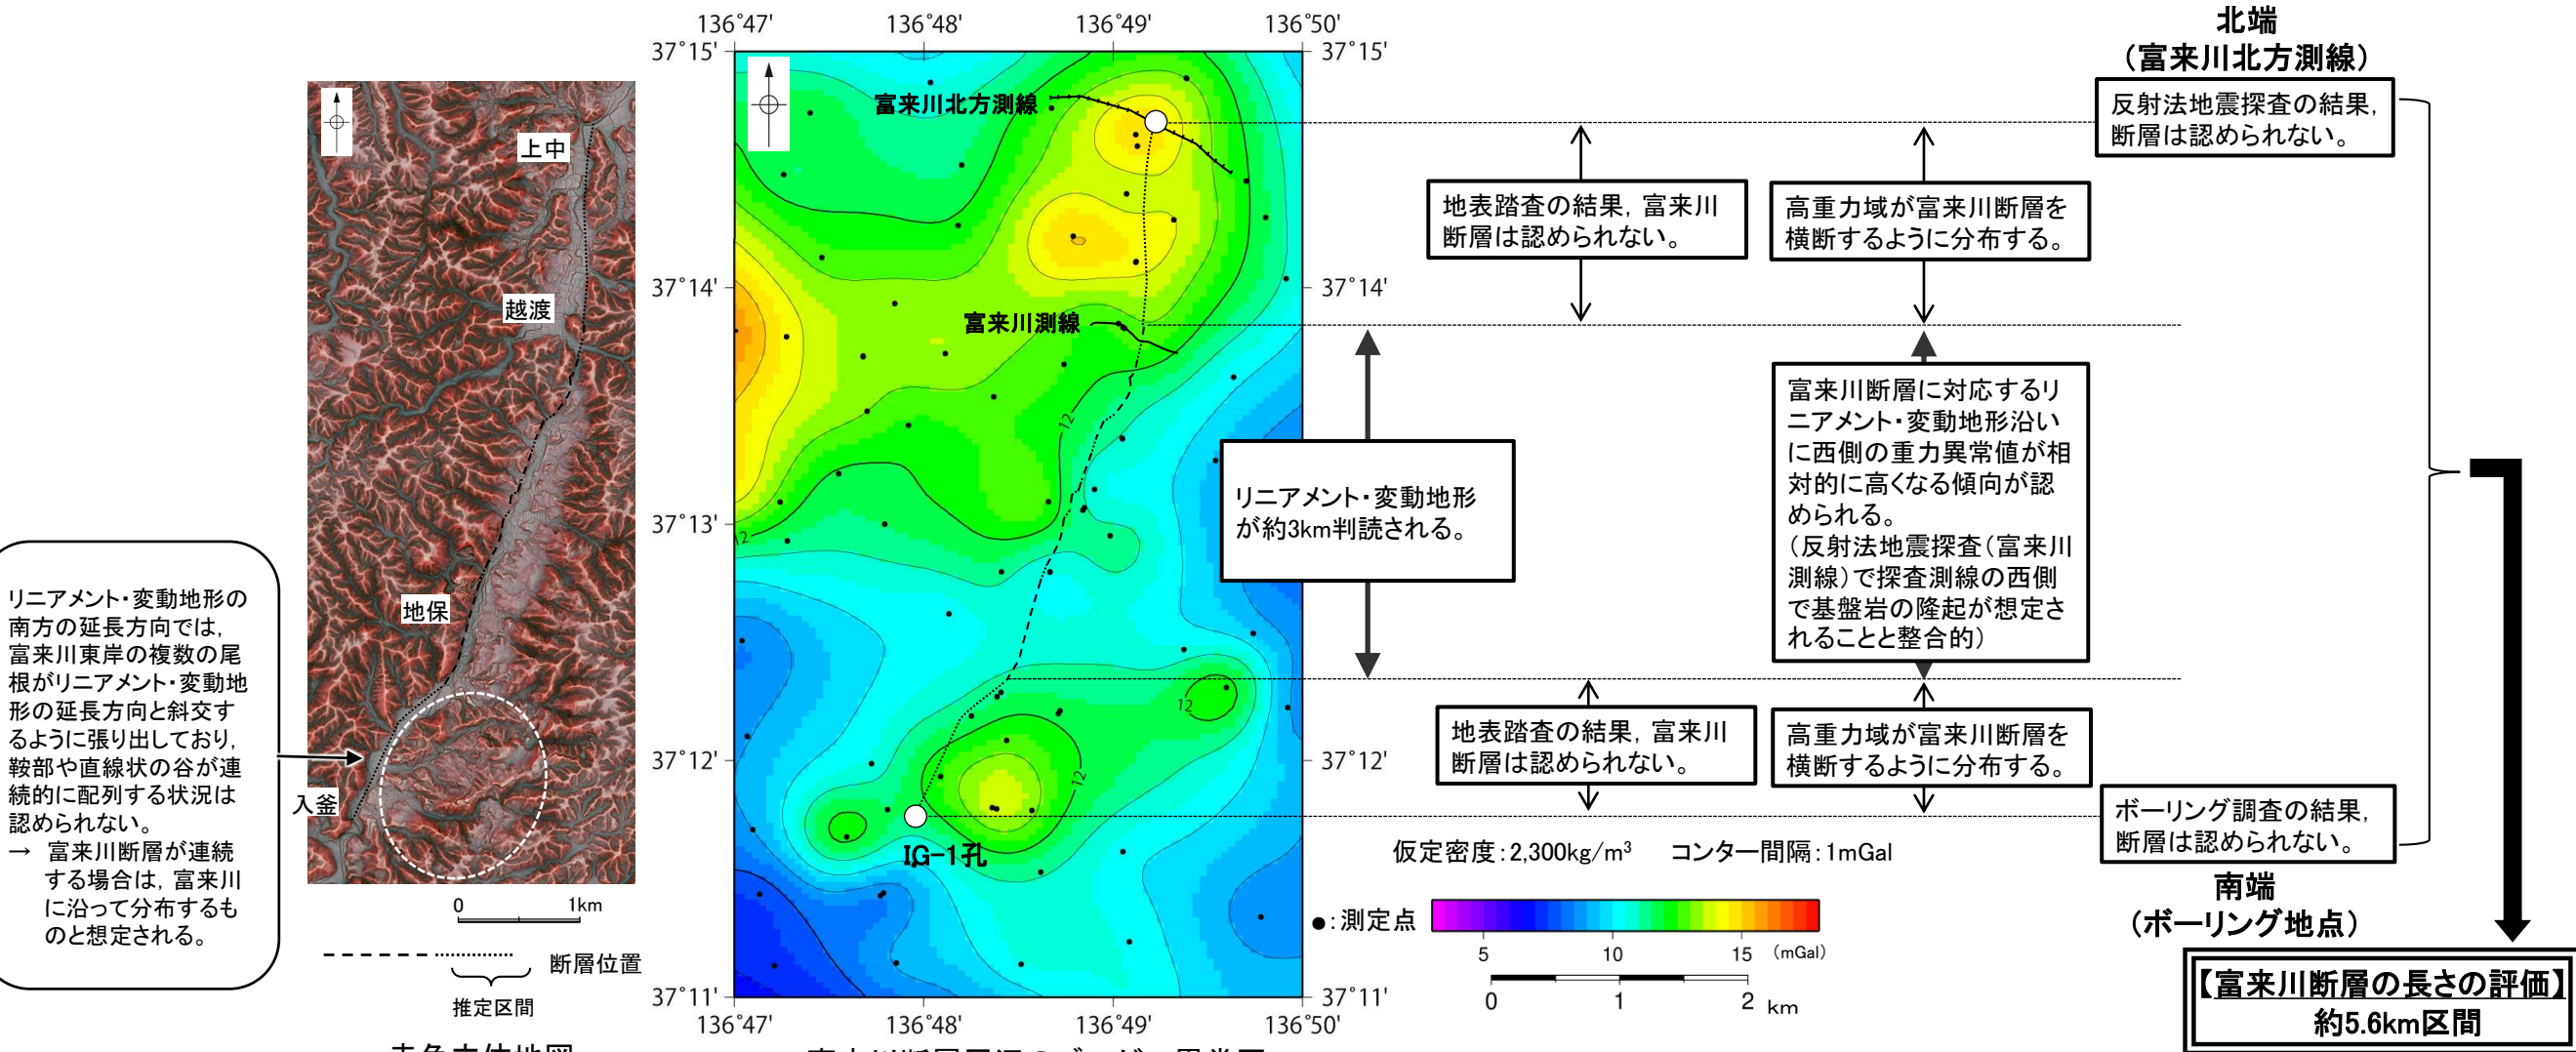 リニアメント・変動地形の
南方の延長方向では,
富来川東岸の複数の尾
根がリニアメント・変動地
形の延長方向と斜交す
るように張り出しており,
鞍部や直線状の谷が連
続的に配列する状況は
認められない。
→ 富来川断層が連続
する場合は, 富来川
に沿って分布するも
のと想定される。
上中
越渡
地保
入釜
0 1km
断層位置
推定区間
136°47' 136°48' 136°49' 136°50'
37°15' 37°15'
富来川北方測線
37°14' 37°14'
富来川測線
12
37°13'
12
12
12
37°12' 37°12'
IG-1孔
37°11' 37°11'
136°47' 136°48' 136°49' 136°50'
地表踏査の結果, 富来川
断層は認められない。
高重力域が富来川断層を
横断するように分布する。
リニアメント・変動地形
が約3km判読される。
富来川断層に対応するリ
ニアメント・変動地形沿い
に西側の重力異常値が相
対的に高くなる傾向が認
められる。
(反射法地震探査(富来川
測線)で探査測線の西側
で基盤岩の隆起が想定さ
れることと整合的)
地表踏査の結果, 富来川
断層は認められない。
高重力域が富来川断層を
横断するように分布する。
仮定密度:2,300kg/m³ コンター間隔:1mGal
●:測定点
5 10 15 (mGal)
0 1 2 km
北端
(富来川北方測線)
反射法地震探査の結果,
断層は認められない。
ボーリング調査の結果,
断層は認められない。
南端
(ボーリング地点)
【富来川断層の長さの評価】
約5.6km区間